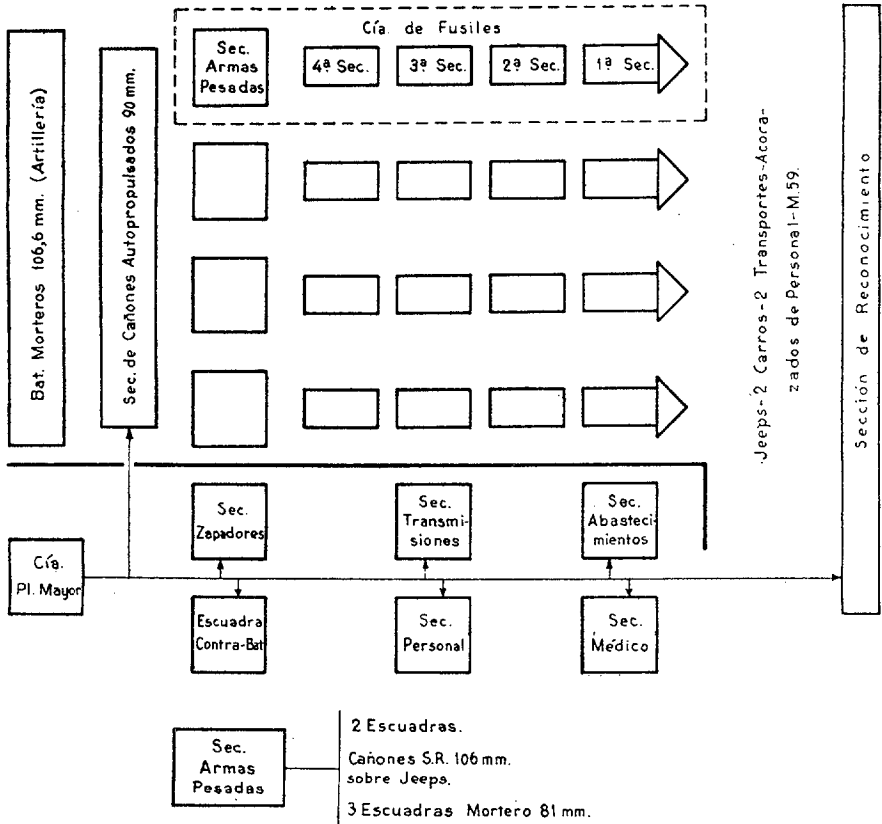 Cía. de Fusiles
Sec.
Armas
Pesadas
4ª Sec.
3ª Sec.
2ª Sec.
1ª Sec.
Bat. Morteros 106,6 mm. (Artillería)
Sec. de Cañones Autopropulsados 90 mm.
Jeeps-2 Carros-2 Transportes-Acora-
zados de Personal-M.59.
Sección de Reconocimiento
Cía.
Pl. Mayor
Sec.
Zapadores
Sec.
Transmi-
siones
Sec.
Abasteci-
mientos
Escuadra
Contra-Bat
Sec.
Personal
Sec.
Médico
Sec.
Armas
Pesadas
2 Escuadras.
Cañones S.R. 106 mm.
sobre Jeeps.
3 Escuadras Mortero 81 mm.